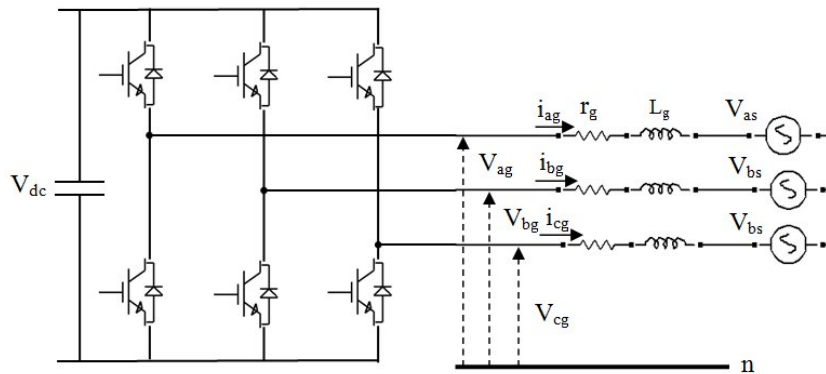 i_ag r_g L_g V_as
V_dc
V_ag i_bg V_bs
V_bg i_cg V_bs
V_cg
n